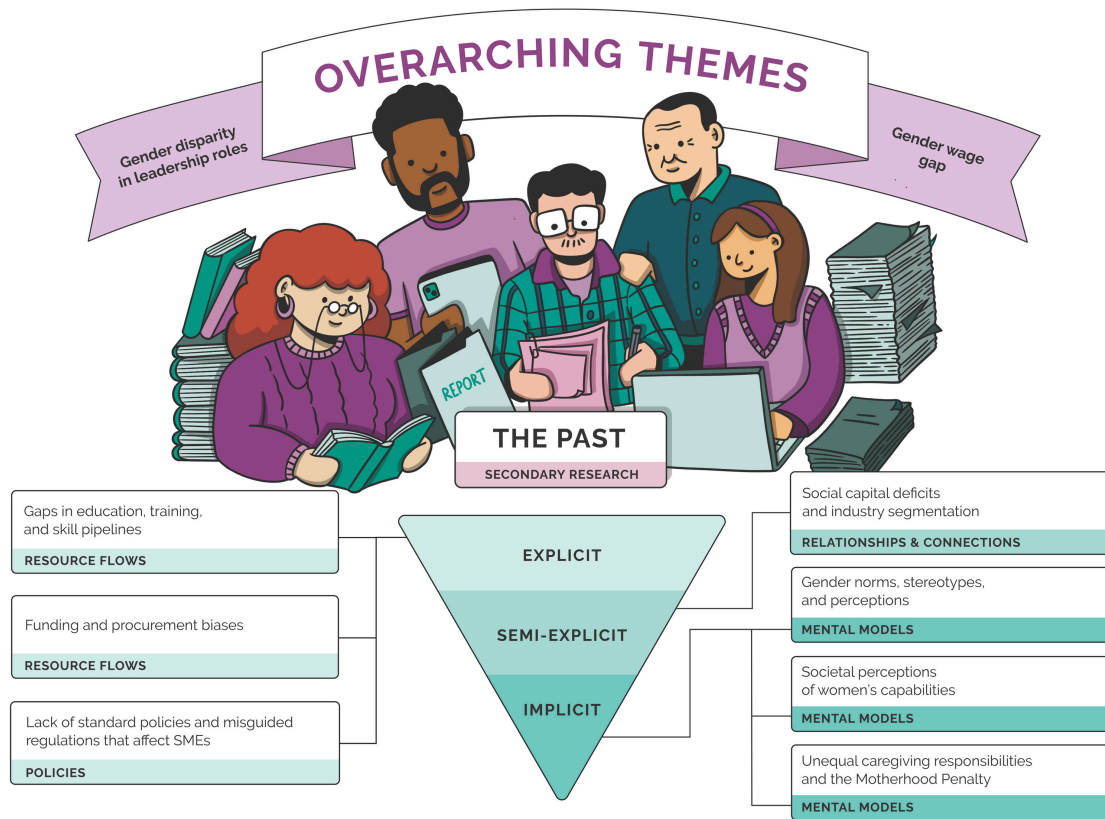 OVERARCHING THEMES
Gender disparity
in leadership roles
Gender wage
gap
REPORT
THE PAST
SECONDARY RESEARCH
Gaps in education, training,
and skill pipelines
RESOURCE FLOWS
Funding and procurement biases
RESOURCE FLOWS
Lack of standard policies and misguided
regulations that affect SMEs
POLICIES
EXPLICIT
SEMI-EXPLICIT
IMPLICIT
Social capital deficits
and industry segmentation
RELATIONSHIPS & CONNECTIONS
Gender norms, stereotypes,
and perceptions
MENTAL MODELS
Societal perceptions
of women's capabilities
MENTAL MODELS
Unequal caregiving responsibilities
and the Motherhood Penalty
MENTAL MODELS